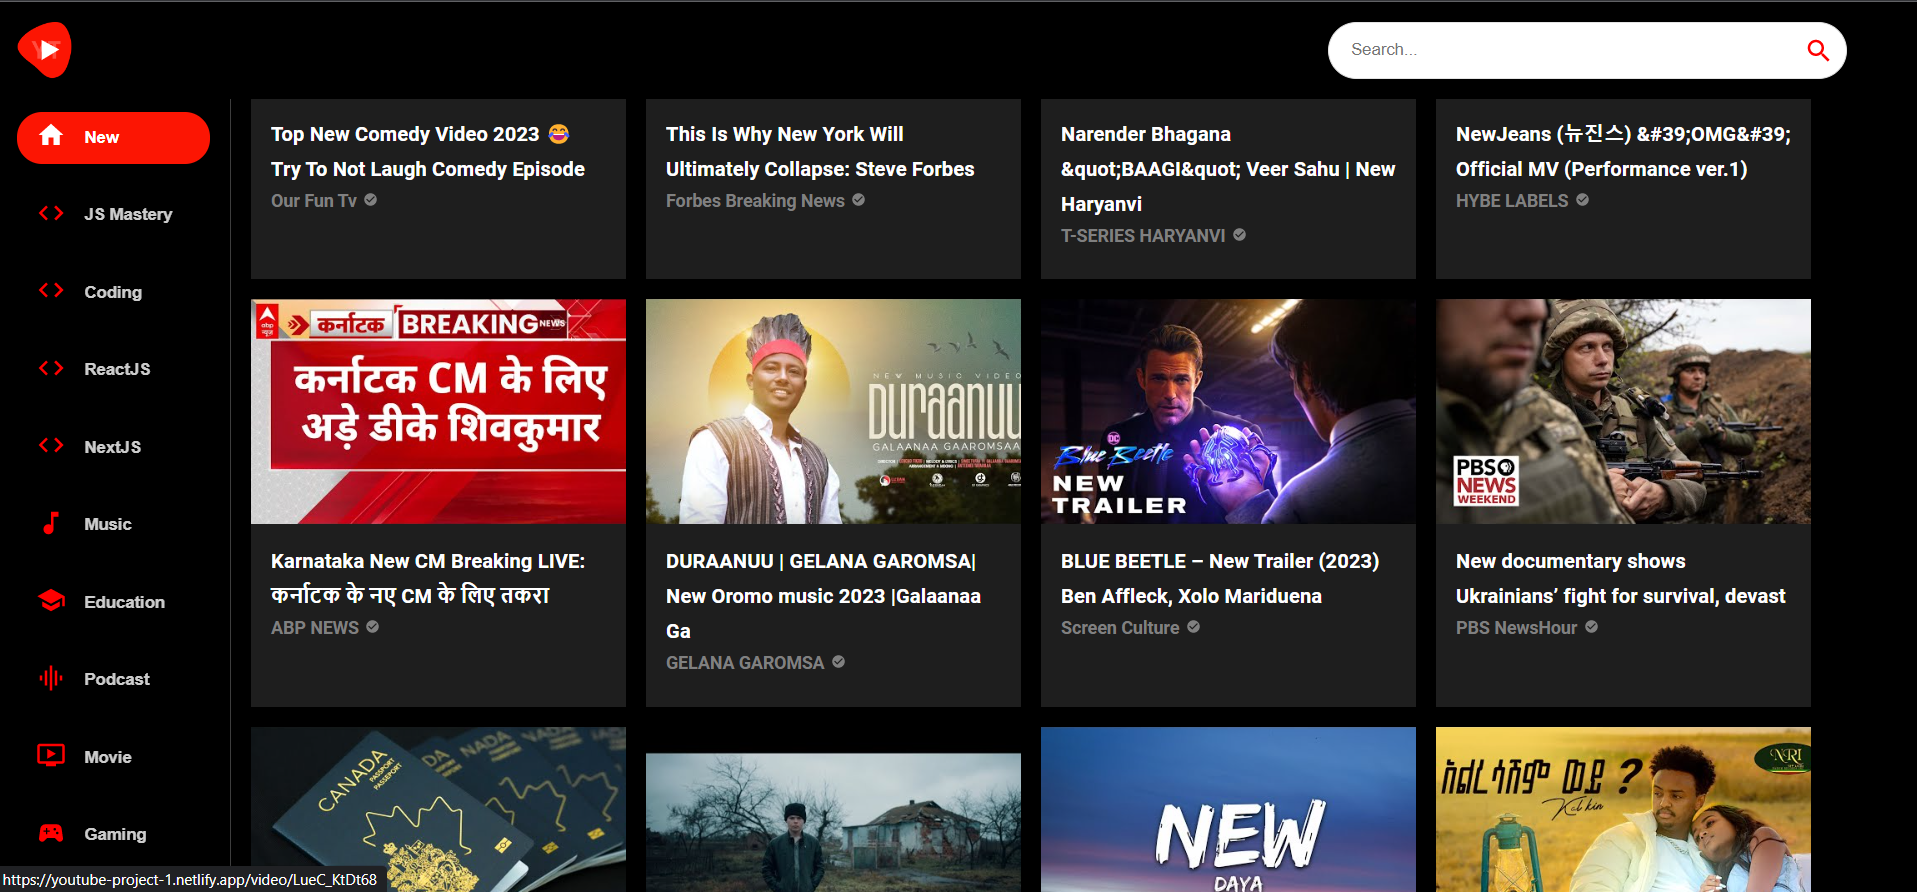 Search...
New
JS Mastery
Coding
ReactJS
NextJS
Music
Education
Podcast
Movie
Gaming
Top New Comedy Video 2023 😂
Try To Not Laugh Comedy Episode
Our Fun Tv
This Is Why New York Will
Ultimately Collapse: Steve Forbes
Forbes Breaking News
Narender Bhagana
&quot;BAAGI&quot; Veer Sahu | New
Haryanvi
T-SERIES HARYANVI
NewJeans (뉴진스) &#39;OMG&#39;
Official MV (Performance ver.1)
HYBE LABELS
abp
न्यूज़
कर्नाटक BREAKING NEWS
कर्नाटक CM के लिए
अड़े डीके शिवकुमार
Karnataka New CM Breaking LIVE:
कर्नाटक के नए CM के लिए तकरा
ABP NEWS
NEW MUSIC VIDEO
DURAANUU
GALAANAA GAAROMSAA
DURAANUU | GELANA GAROMSA|
New Oromo music 2023 |Galaanaa
Ga
GELANA GAROMSA
DC
Blue Beetle
NEW
TRAILER
BLUE BEETLE – New Trailer (2023)
Ben Affleck, Xolo Mariduena
Screen Culture
PBS
NEWS
WEEKEND
New documentary shows
Ukrainians’ fight for survival, devast
PBS NewsHour
CANADA
PASSPORT
PASSEPORT
NADA
NEW
DAYA
አልረሳሽም ወይ ?
Kal kin
NRI
https://youtube-project-1.netlify.app/video/LueC_KtDt68